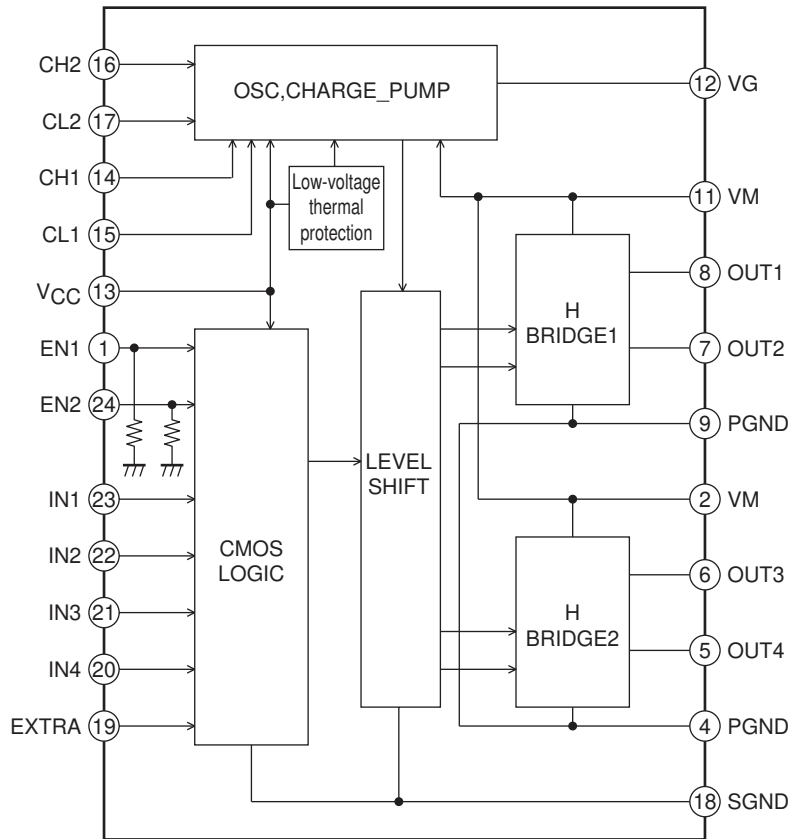 CH2 16
CL2 17
CH1 14
CL1 15
VCC 13
EN1 1
EN2 24
IN1 23
IN2 22
IN3 21
IN4 20
EXTRA 19
OSC,CHARGE_PUMP
Low-voltage
thermal
protection
CMOS
LOGIC
LEVEL
SHIFT
H
BRIDGE1
H
BRIDGE2
12 VG
11 VM
8 OUT1
7 OUT2
9 PGND
2 VM
6 OUT3
5 OUT4
4 PGND
18 SGND